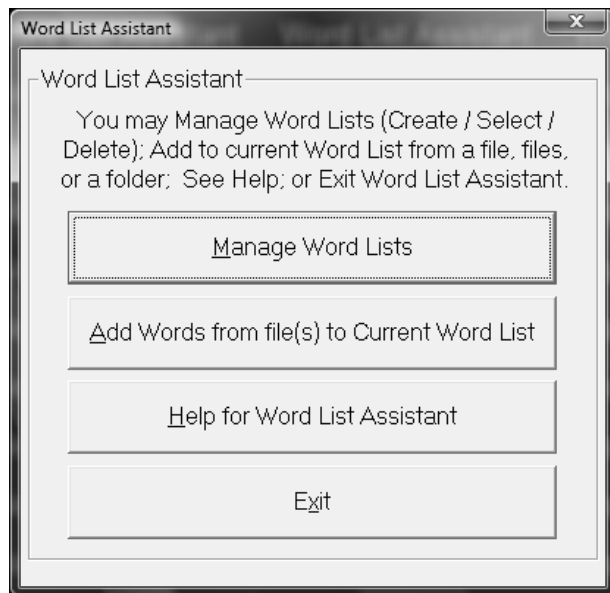 Word List Assistant
Word List Assistant
You may Manage Word Lists (Create / Select /
Delete); Add to current Word List from a file, files,
or a folder;  See Help; or Exit Word List Assistant.
Manage Word Lists
Add Words from file(s) to Current Word List
Help for Word List Assistant
Exit